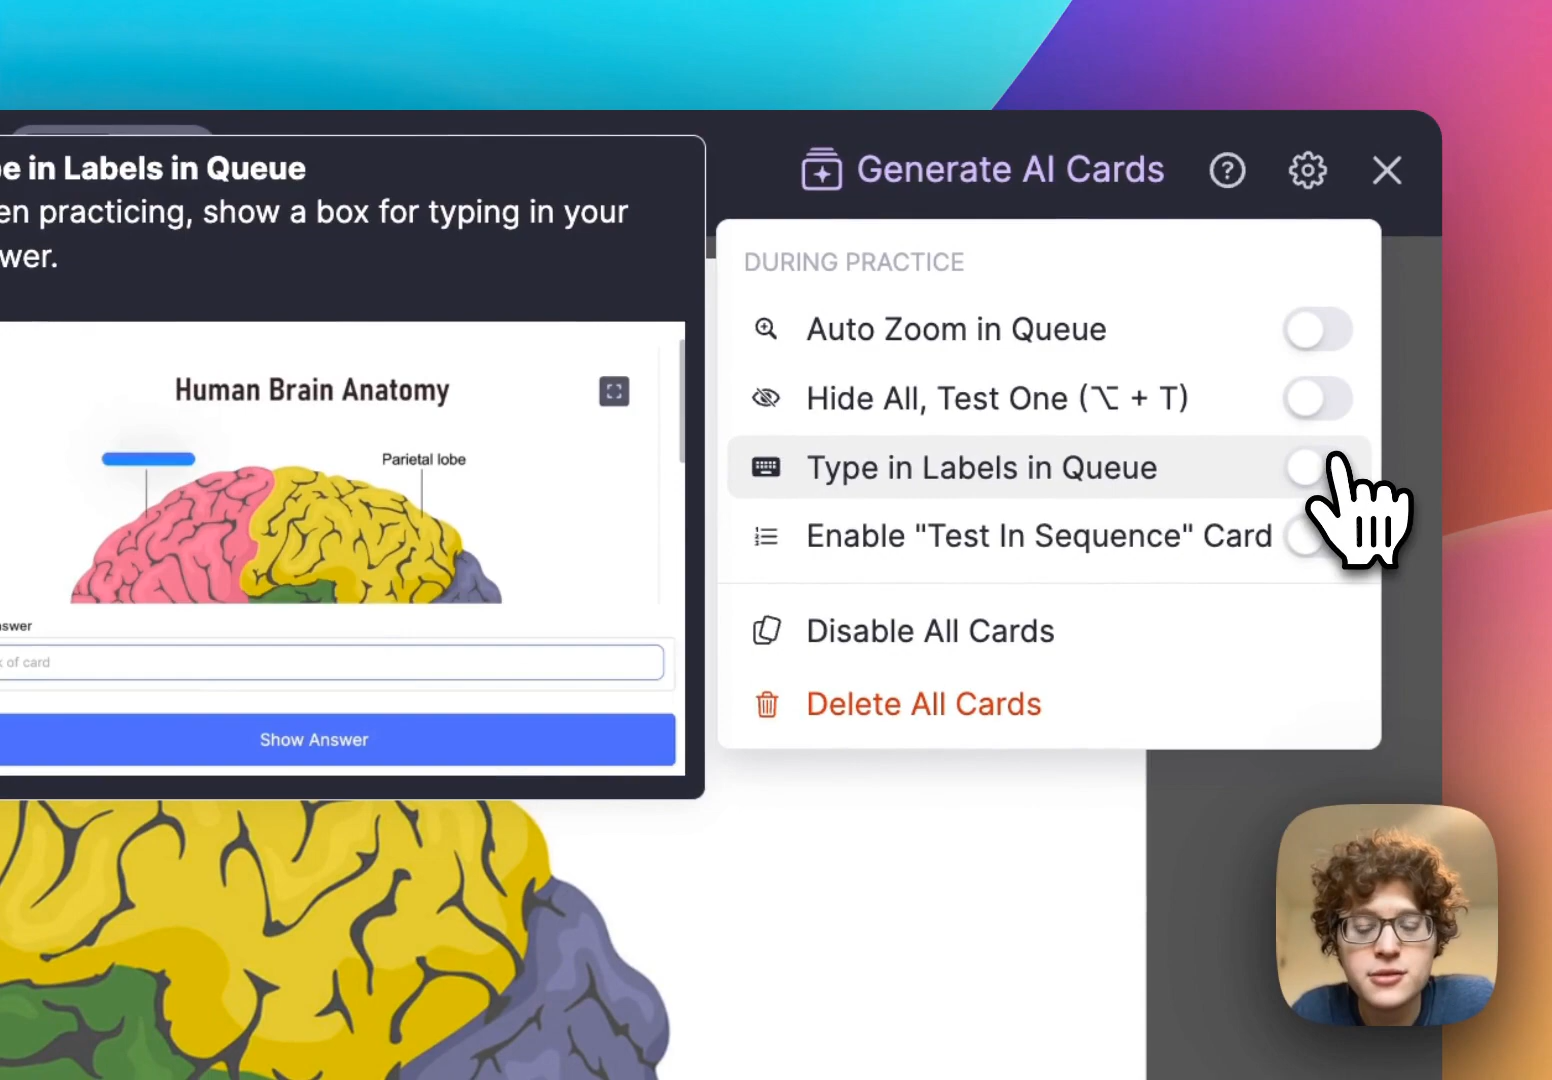 e in Labels in Queue
en practicing, show a box for typing in your
wer.
Human Brain Anatomy
Parietal lobe
swer
of card
Show Answer
Generate AI Cards
DURING PRACTICE
Auto Zoom in Queue
Hide All, Test One (⌥ + T)
Type in Labels in Queue
Enable "Test In Sequence" Card
Disable All Cards
Delete All Cards